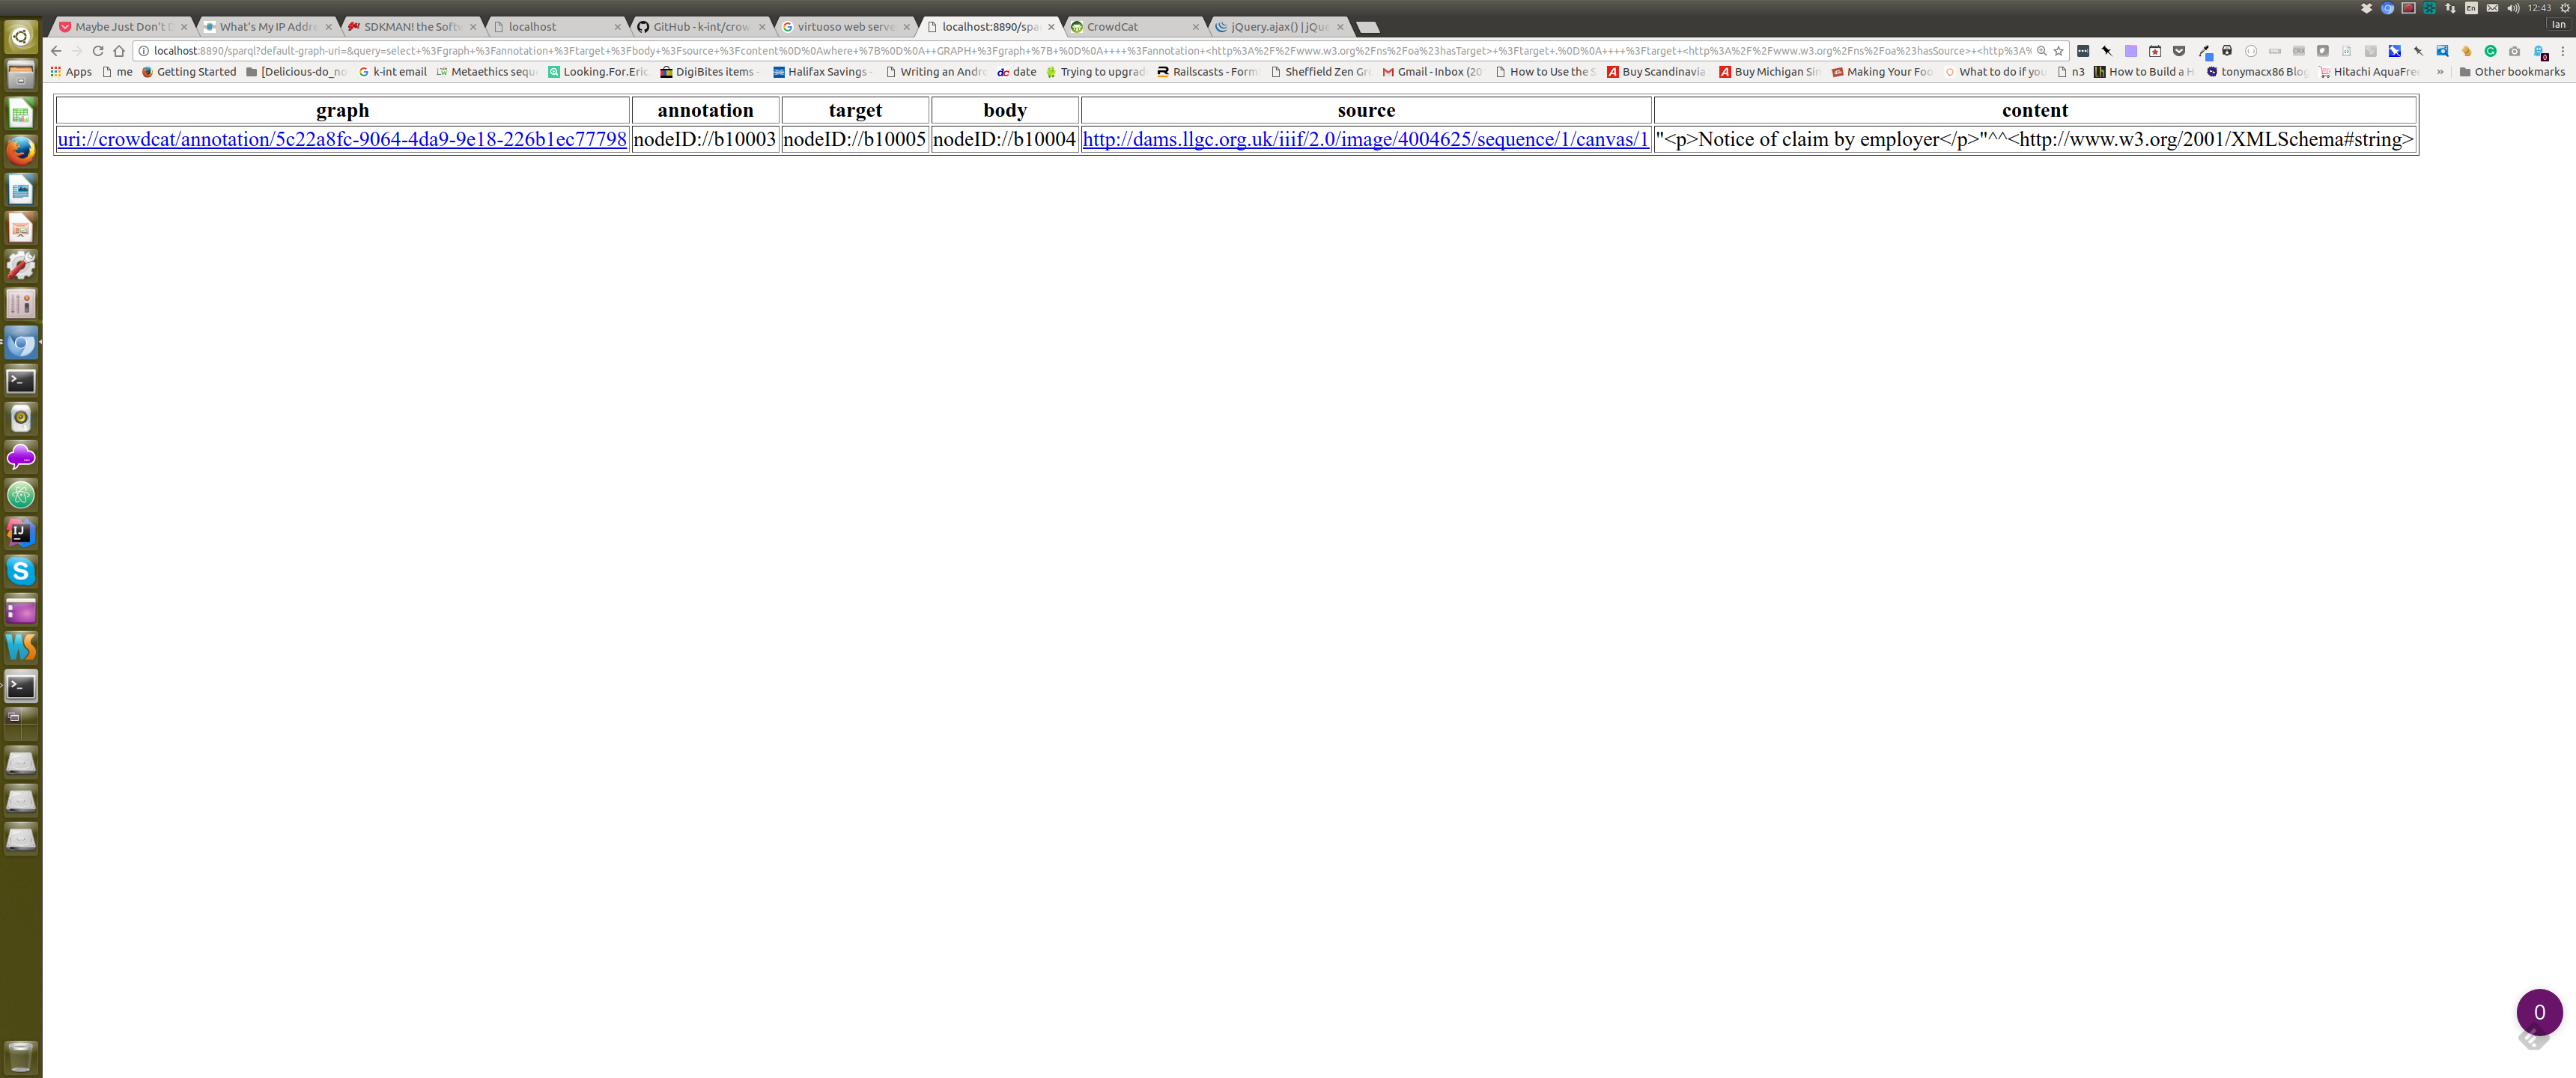 12:43
Ian
Maybe Just Don't D What's My IP Addre SDKMAN! the Softw localhost GitHub - k-int/crow virtuoso web serve localhost:8890/spar CrowdCat jQuery.ajax() | jQue
localhost:8890/sparql?default-graph-uri=&query=select+%3Fgraph+%3Fannotation+%3Ftarget+%3Fbody+%3Fsource+%3Fcontent%0D%0Awhere+%7B%0D%0A++GRAPH+%3Fgraph+%7B+%0D%0A++++%3Fannotation+<http%3A%2F%2Fwww.w3.org%2Fns%2Foa%23hasTarget>+%3Ftarget+.%0D%0A++++%3Ftarget+<http%3A%2F%2Fwww.w3.org%2Fns%2Foa%23hasSource>+<http%3A%
Apps me Getting Started [Delicious-do_no k-int email Metaethics sequ Looking.For.Eric. DigiBites items - Halifax Savings - Writing an Andro date Trying to upgrad Railscasts - Form Sheffield Zen Gr Gmail - Inbox (20 How to Use the S Buy Scandinavia Buy Michigan Sin Making Your Foo What to do if you n3 How to Build a H tonymacx86 Blog Hitachi AquaFree » Other bookmarks
graph annotation target body source content
uri://crowdcat/annotation/5c22a8fc-9064-4da9-9e18-226b1ec77798 nodeID://b10003 nodeID://b10005 nodeID://b10004 http://dams.llgc.org.uk/iiif/2.0/image/4004625/sequence/1/canvas/1 "<p>Notice of claim by employer</p>"^^<http://www.w3.org/2001/XMLSchema#string>
0